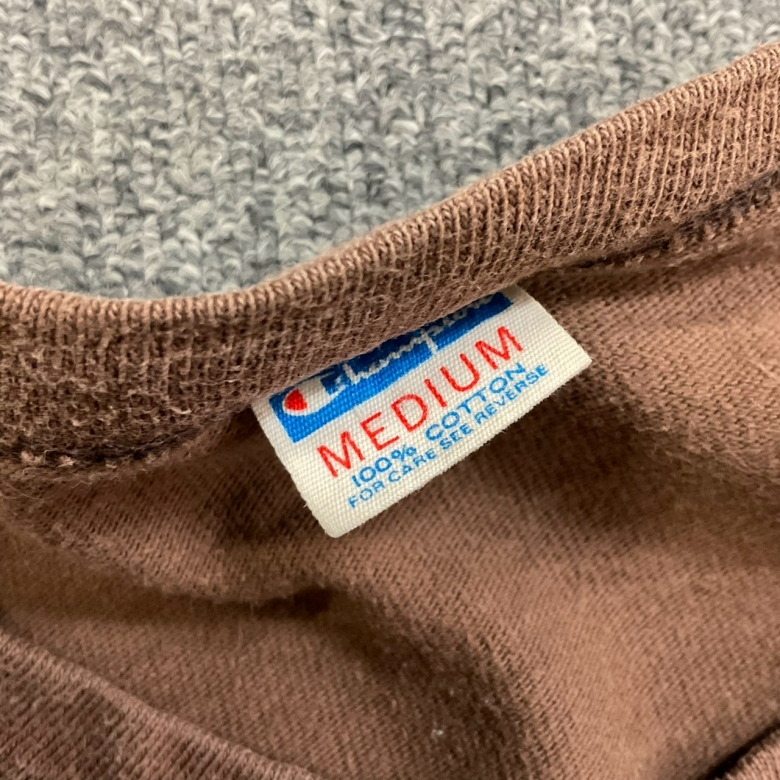 Champion
MEDIUM
100% COTTON
FOR CARE SEE REVERSE